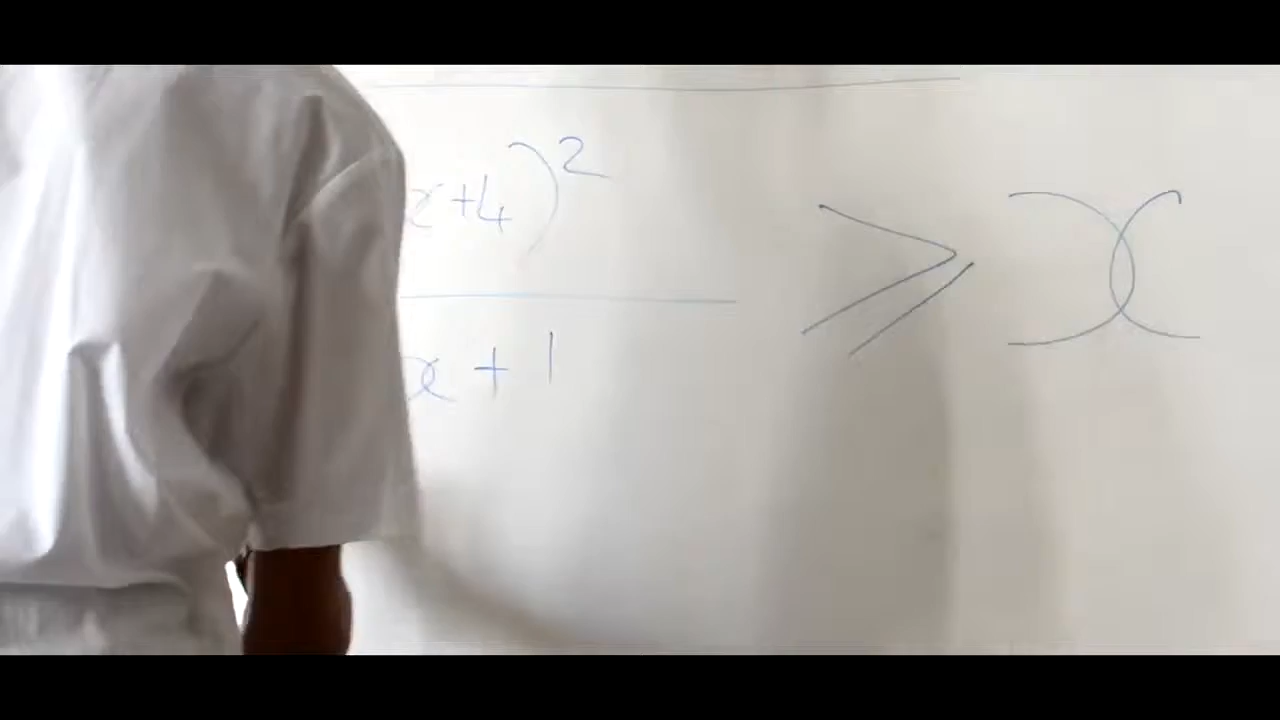 x+4)² ⩾ x
x + 1